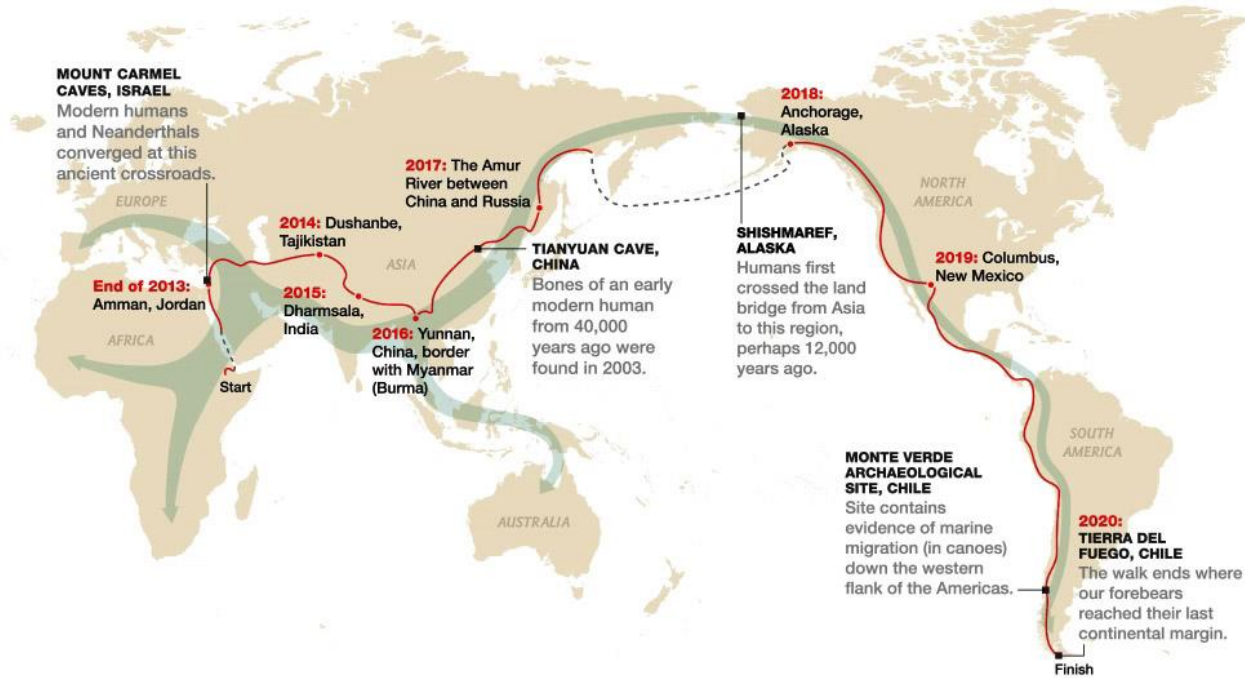 MOUNT CARMEL
CAVES, ISRAEL
Modern humans
and Neanderthals
converged at this
ancient crossroads.
EUROPE
End of 2013:
Amman, Jordan
AFRICA
Start
2014: Dushanbe,
Tajikistan
ASIA
2015:
Dharmsala,
India
2016: Yunnan,
China, border
with Myanmar
(Burma)
2017: The Amur
River between
China and Russia
TIANYUAN CAVE,
CHINA
Bones of an early
modern human
from 40,000
years ago were
found in 2003.
AUSTRALIA
2018:
Anchorage,
Alaska
SHISHMAREF,
ALASKA
Humans first
crossed the land
bridge from Asia
to this region,
perhaps 12,000
years ago.
NORTH
AMERICA
2019: Columbus,
New Mexico
SOUTH
AMERICA
MONTE VERDE
ARCHAEOLOGICAL
SITE, CHILE
Site contains
evidence of marine
migration (in canoes)
down the western
flank of the Americas.
2020:
TIERRA DEL
FUEGO, CHILE
The walk ends where
our forebears
reached their last
continental margin.
Finish